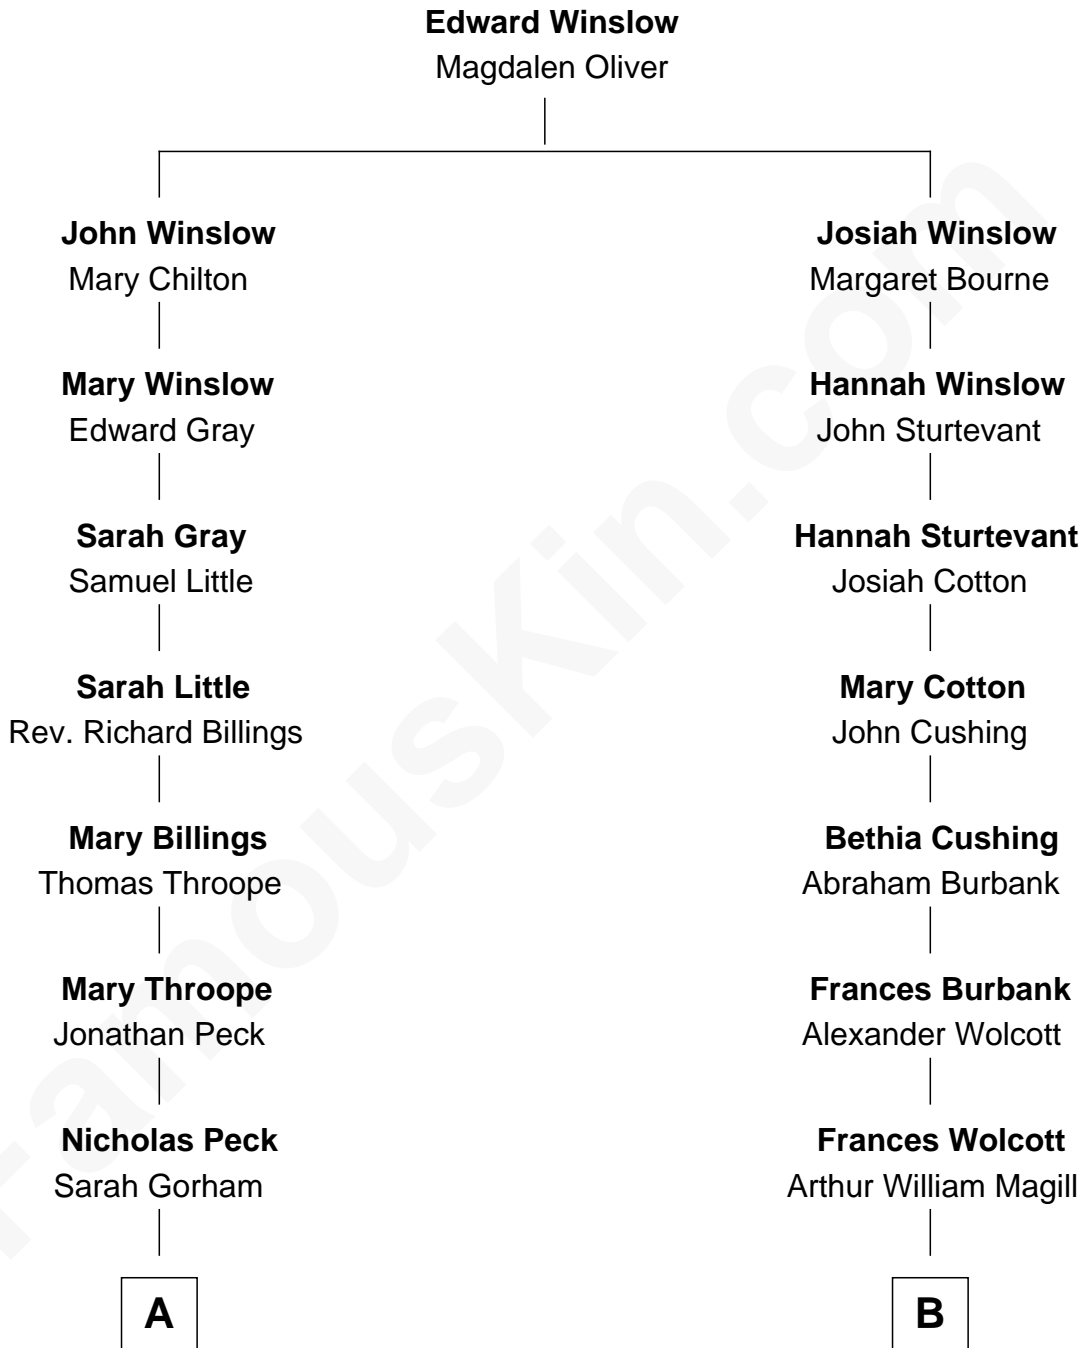 Edward Winslow
Magdalen Oliver
John Winslow
Mary Chilton
Josiah Winslow
Margaret Bourne
Mary Winslow
Edward Gray
Hannah Winslow
John Sturtevant
Sarah Gray
Samuel Little
Hannah Sturtevant
Josiah Cotton
Sarah Little
Rev. Richard Billings
Mary Cotton
John Cushing
Mary Billings
Thomas Throope
Bethia Cushing
Abraham Burbank
Mary Throope
Jonathan Peck
Frances Burbank
Alexander Wolcott
Nicholas Peck
Sarah Gorham
Frances Wolcott
Arthur William Magill
A
B
FamousKin.com